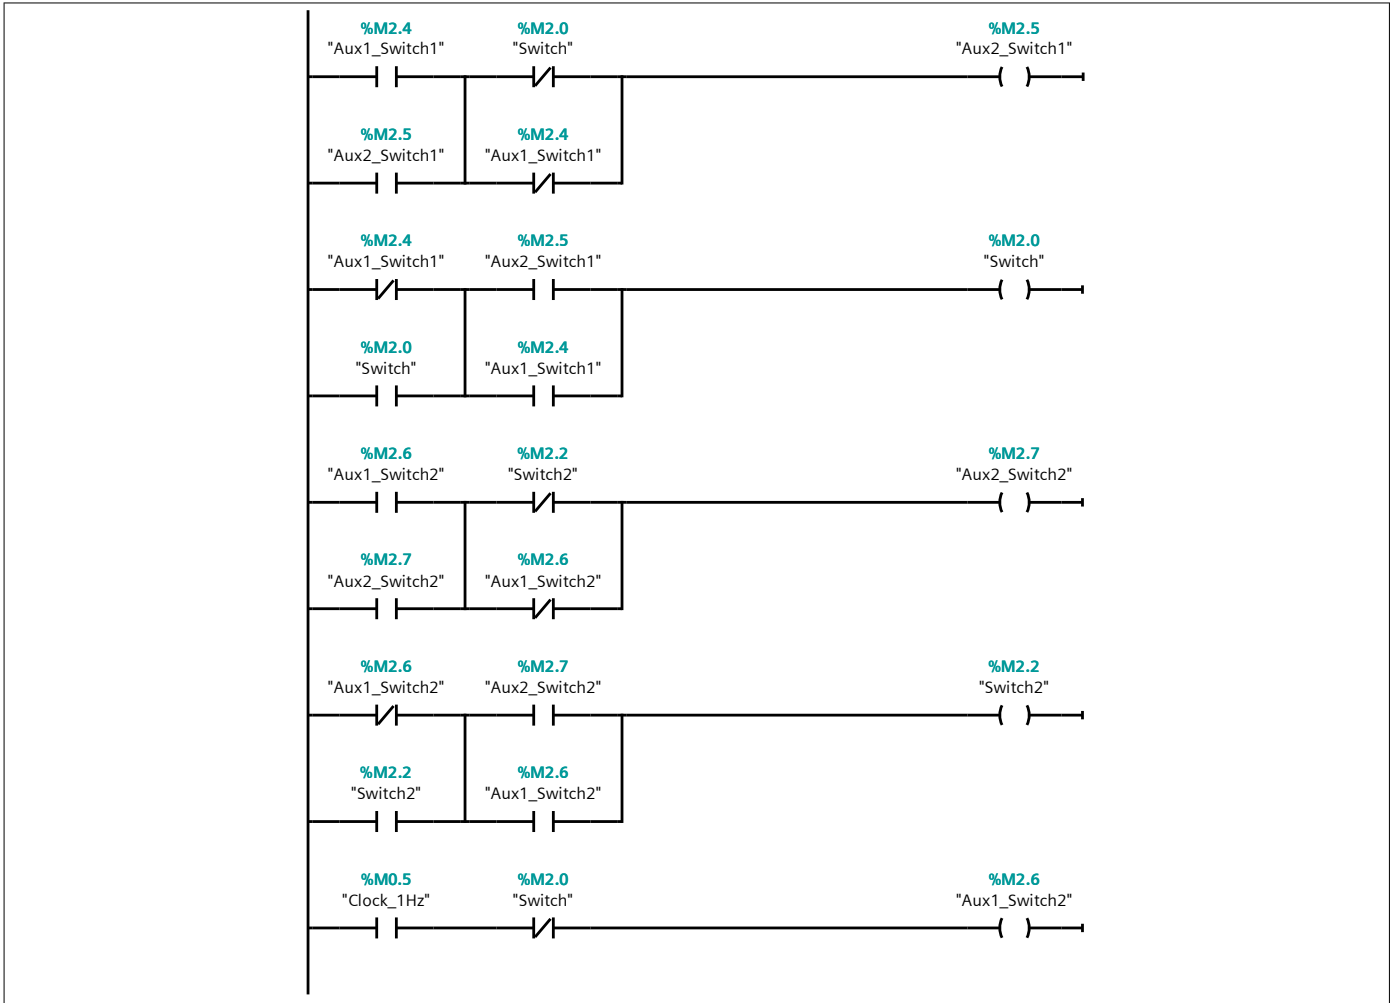 %M2.4 %M2.0 %M2.5
"Aux1_Switch1" "Switch" "Aux2_Switch1"
%M2.5 %M2.4
"Aux2_Switch1" "Aux1_Switch1"
%M2.4 %M2.5 %M2.0
"Aux1_Switch1" "Aux2_Switch1" "Switch"
%M2.0 %M2.4
"Switch" "Aux1_Switch1"
%M2.6 %M2.2 %M2.7
"Aux1_Switch2" "Switch2" "Aux2_Switch2"
%M2.7 %M2.6
"Aux2_Switch2" "Aux1_Switch2"
%M2.6 %M2.7 %M2.2
"Aux1_Switch2" "Aux2_Switch2" "Switch2"
%M2.2 %M2.6
"Switch2" "Aux1_Switch2"
%M0.5 %M2.0 %M2.6
"Clock_1Hz" "Switch" "Aux1_Switch2"